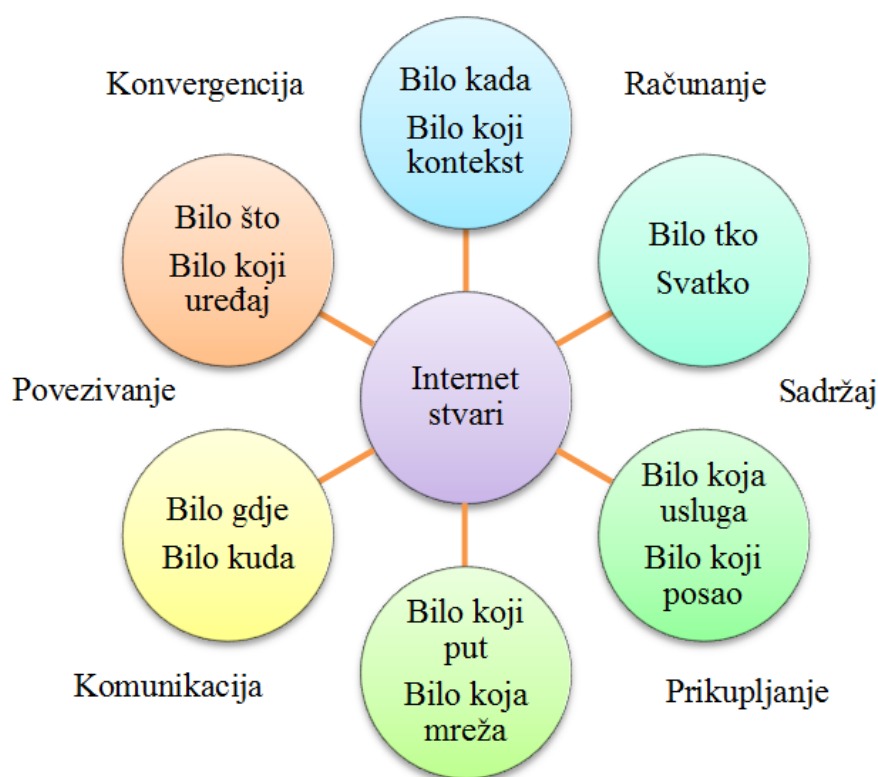 Konvergencija
Bilo kada
Bilo koji
kontekst
Računanje
Bilo što
Bilo koji
uređaj
Bilo tko
Svatko
Internet
stvari
Povezivanje
Sadržaj
Bilo gdje
Bilo kuda
Bilo koja
usluga
Bilo koji
posao
Bilo koji
put
Bilo koja
mreža
Komunikacija
Prikupljanje